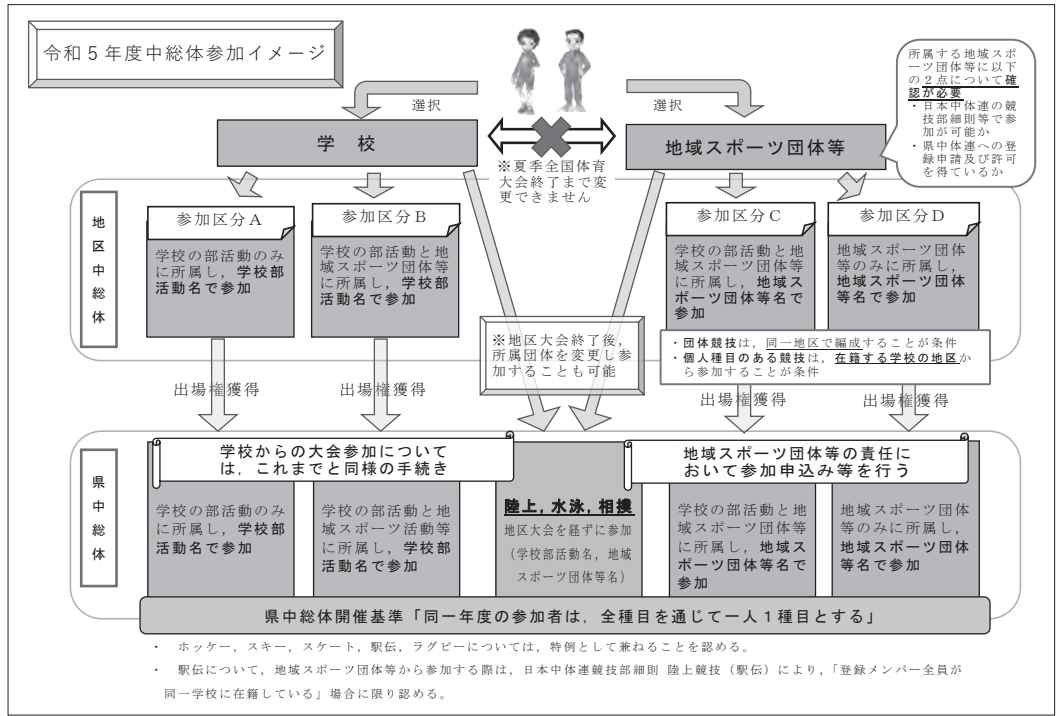 令和5年度中総体参加イメージ
選択
選択
所属する地域スポ
ーツ団体等に以下
の２点について確
認が必要
・日本中体連の競
技部細則等で参
加が可能か
・県中体連への登
録申請及び許可
を得ているか
学　校
地域スポーツ団体等
※夏季全国体育
大会終了まで変
更できません
地区中総体
参加区分A
学校の部活動のみ
に所属し，学校部
活動名で参加
参加区分B
学校の部活動と地
域スポーツ団体等
に所属し，学校部
活動名で参加
参加区分C
学校の部活動と地
域スポーツ団体等
に所属し，地域ス
ポーツ団体等名で
参加
参加区分D
地域スポーツ団体
等のみに所属し，
地域スポーツ団体
等名で参加
※地区大会終了後，
所属団体を変更し参
加することも可能
・団体競技は，同一地区で編成することが条件
・個人種目のある競技は，在籍する学校の地区か
ら参加することが条件
出場権獲得
出場権獲得
出場権獲得
出場権獲得
県中総体
学校からの大会参加について
は，これまでと同様の手続き
地域スポーツ団体等の責任に
おいて参加申込み等を行う
学校の部活動のみ
に所属し，学校部
活動名で参加
学校の部活動と地
域スポーツ活動等
に所属し，学校部
活動名で参加
陸上，水泳，相撲
地区大会を経ずに参加
（学校部活動名，地域
スポーツ団体等名）
学校の部活動と地
域スポーツ団体等
に所属し，地域ス
ポーツ団体等名で
参加
地域スポーツ団体
等のみに所属し，
地域スポーツ団体
等名で参加
県中総体開催基準「同一年度の参加者は，全種目を通じて一人１種目とする」
・　ホッケー，スキー，スケート，駅伝，ラグビーについては，特例として兼ねることを認める。
・　駅伝について，地域スポーツ団体等から参加する際は，日本中体連競技部細則 陸上競技（駅伝）により，「登録メンバー全員が
同一学校に在籍している」場合に限り認める。